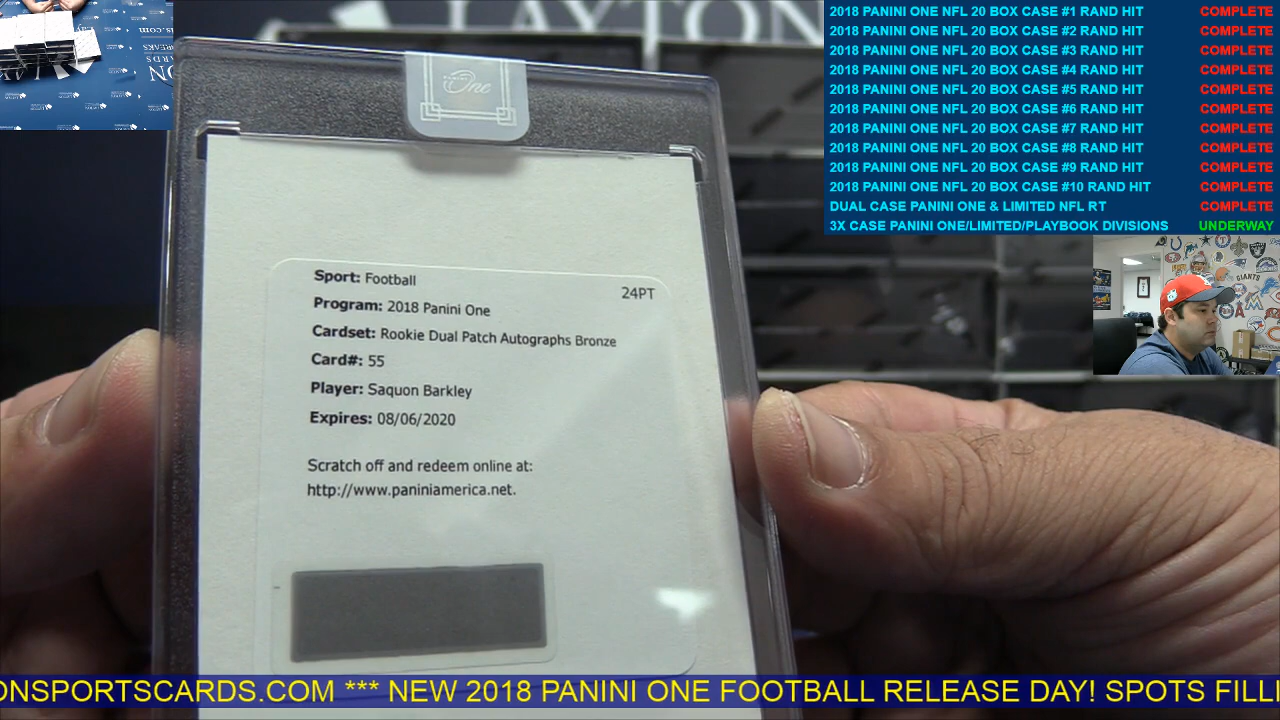 LAYTON
2018 PANINI ONE NFL 20 BOX CASE #1 RAND HIT COMPLETE
2018 PANINI ONE NFL 20 BOX CASE #2 RAND HIT COMPLETE
2018 PANINI ONE NFL 20 BOX CASE #3 RAND HIT COMPLETE
2018 PANINI ONE NFL 20 BOX CASE #4 RAND HIT COMPLETE
2018 PANINI ONE NFL 20 BOX CASE #5 RAND HIT COMPLETE
2018 PANINI ONE NFL 20 BOX CASE #6 RAND HIT COMPLETE
2018 PANINI ONE NFL 20 BOX CASE #7 RAND HIT COMPLETE
2018 PANINI ONE NFL 20 BOX CASE #8 RAND HIT COMPLETE
2018 PANINI ONE NFL 20 BOX CASE #9 RAND HIT COMPLETE
2018 PANINI ONE NFL 20 BOX CASE #10 RAND HIT COMPLETE
DUAL CASE PANINI ONE & LIMITED NFL RT COMPLETE
3X CASE PANINI ONE/LIMITED/PLAYBOOK DIVISIONS UNDERWAY
PANINI
One
GIANTS
Sport: Football
24PT
Program: 2018 Panini One
Cardset: Rookie Dual Patch Autographs Bronze
Card#: 55
Player: Saquon Barkley
Expires: 08/06/2020
Scratch off and redeem online at:
http://www.paniniamerica.net.
ONSPORTSCARDS.COM *** NEW 2018 PANINI ONE FOOTBALL RELEASE DAY! SPOTS FILLI